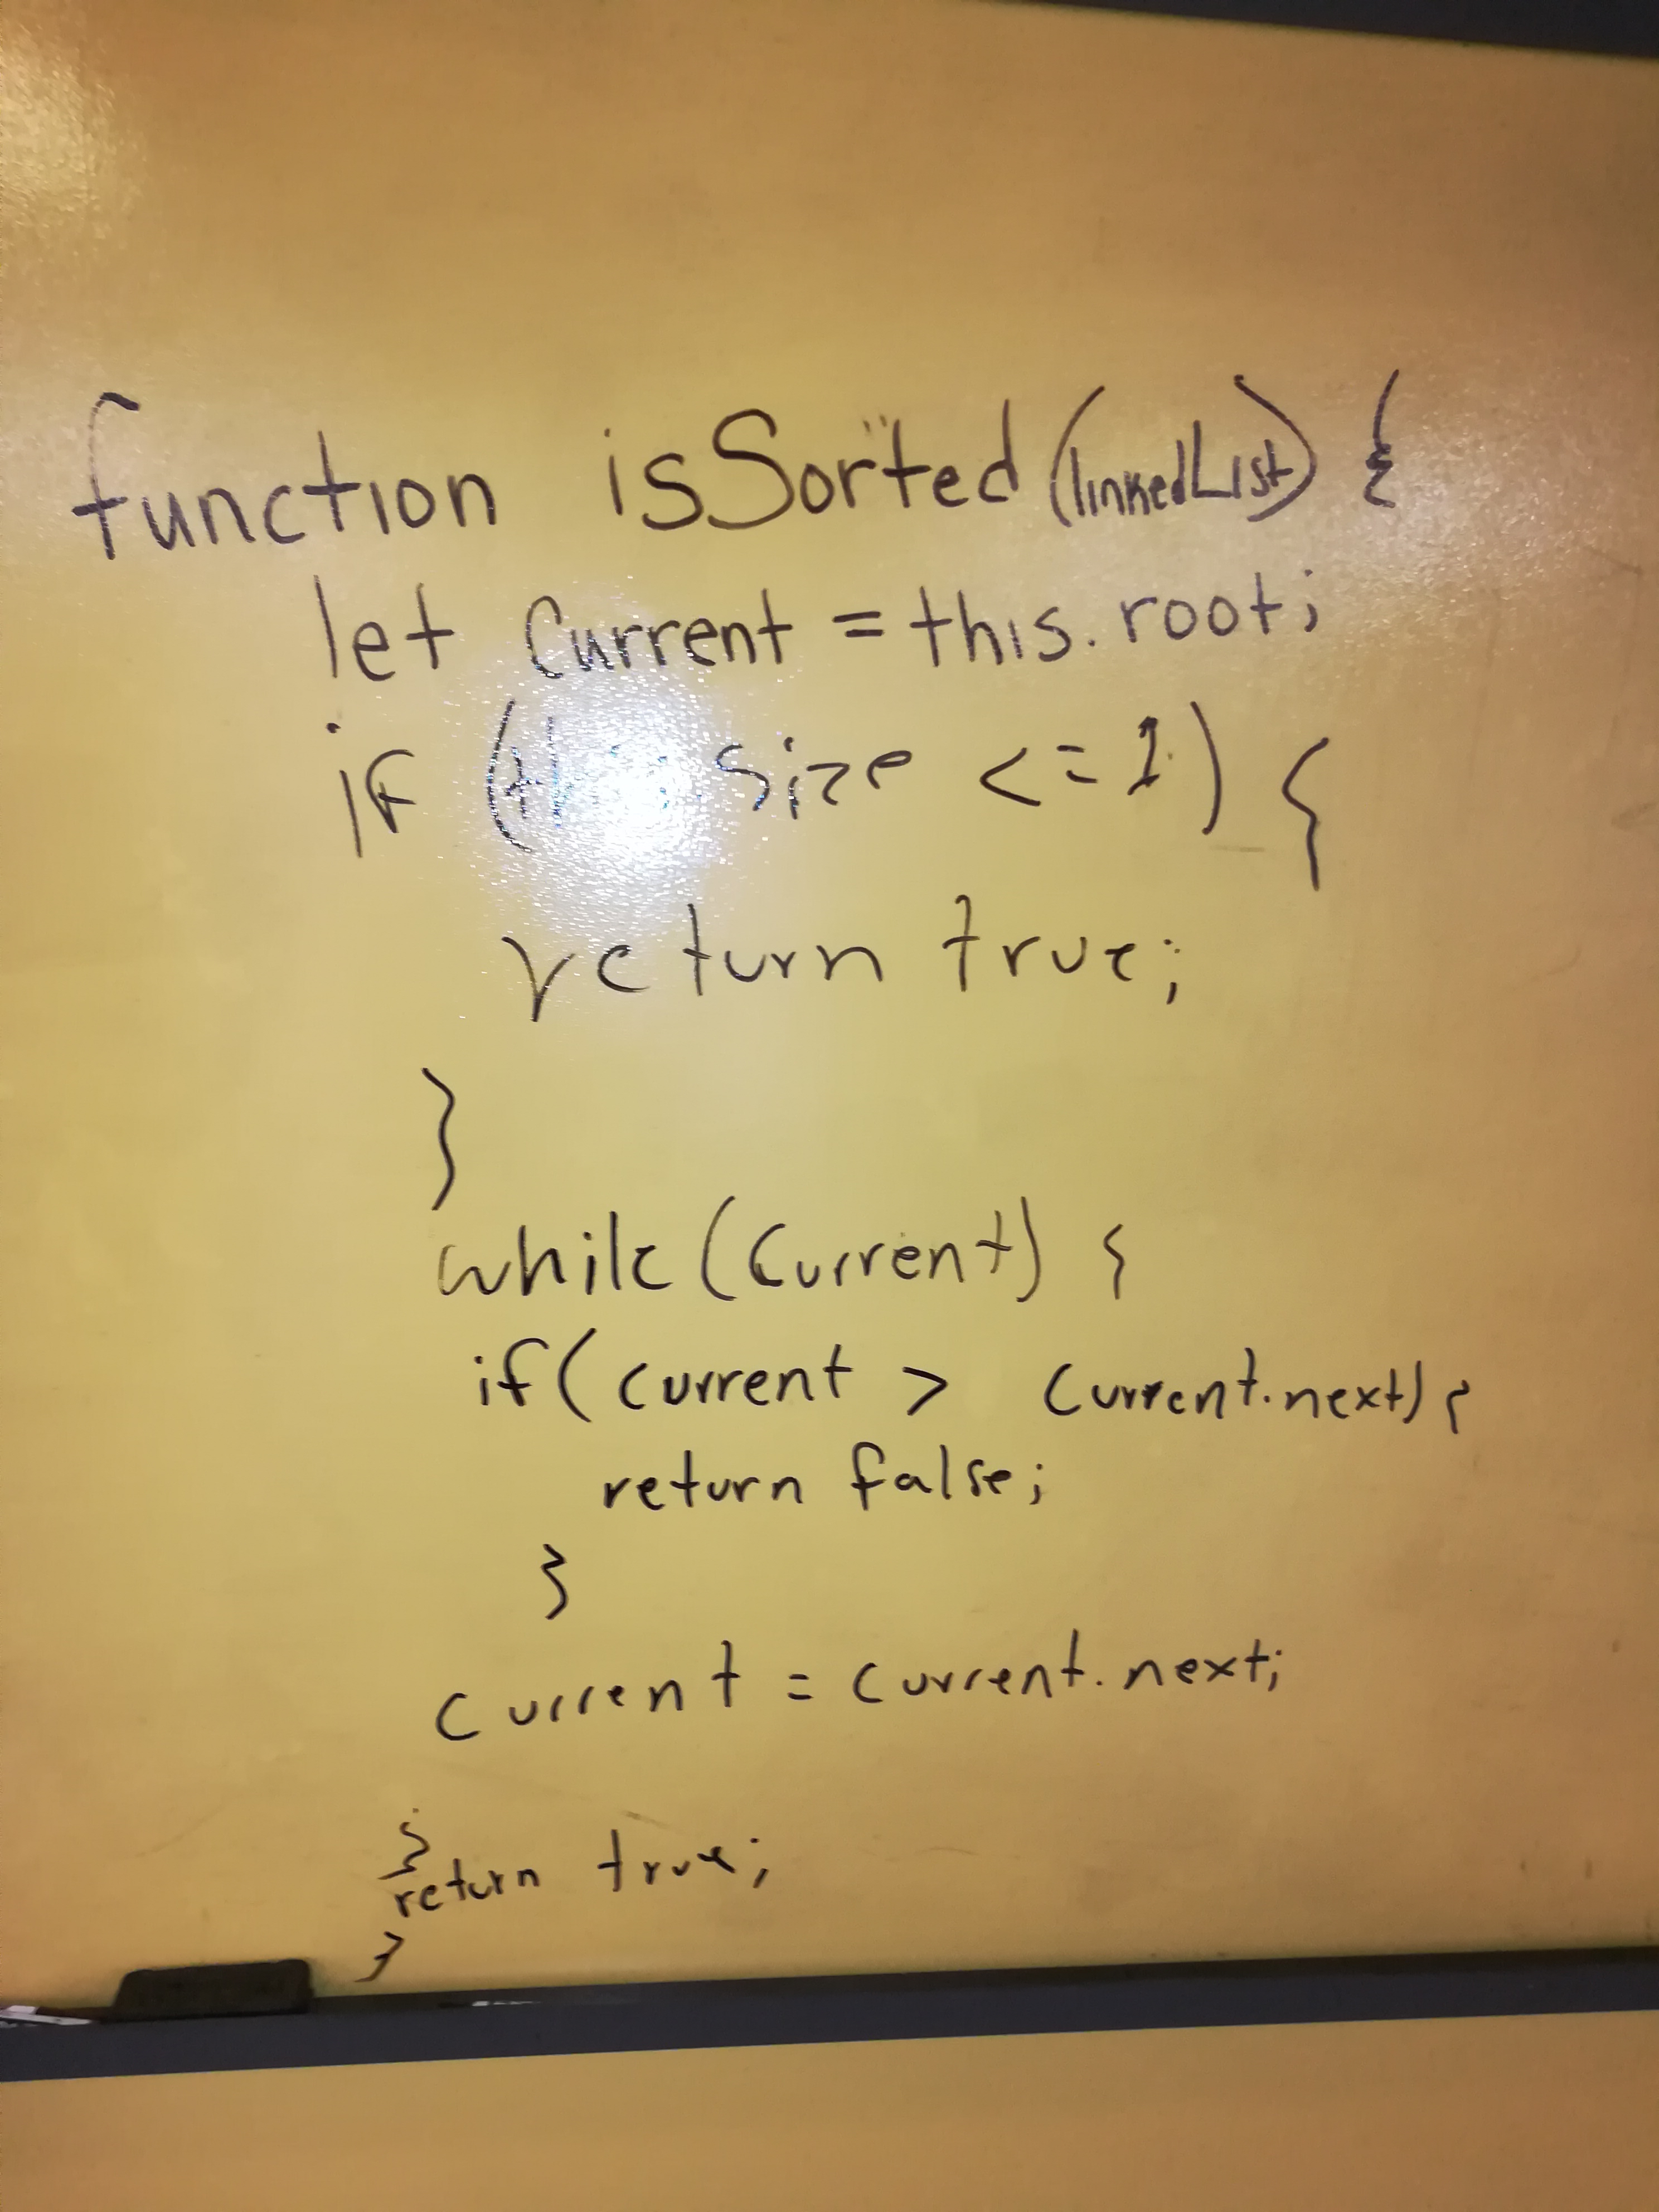 function isSorted (linkedList) {
let current = this.root;
if ( size <= 1) {
return true;
}
while (current) {
if (current > current.next) {
return false;
}
current = current.next;
}
return true;
}